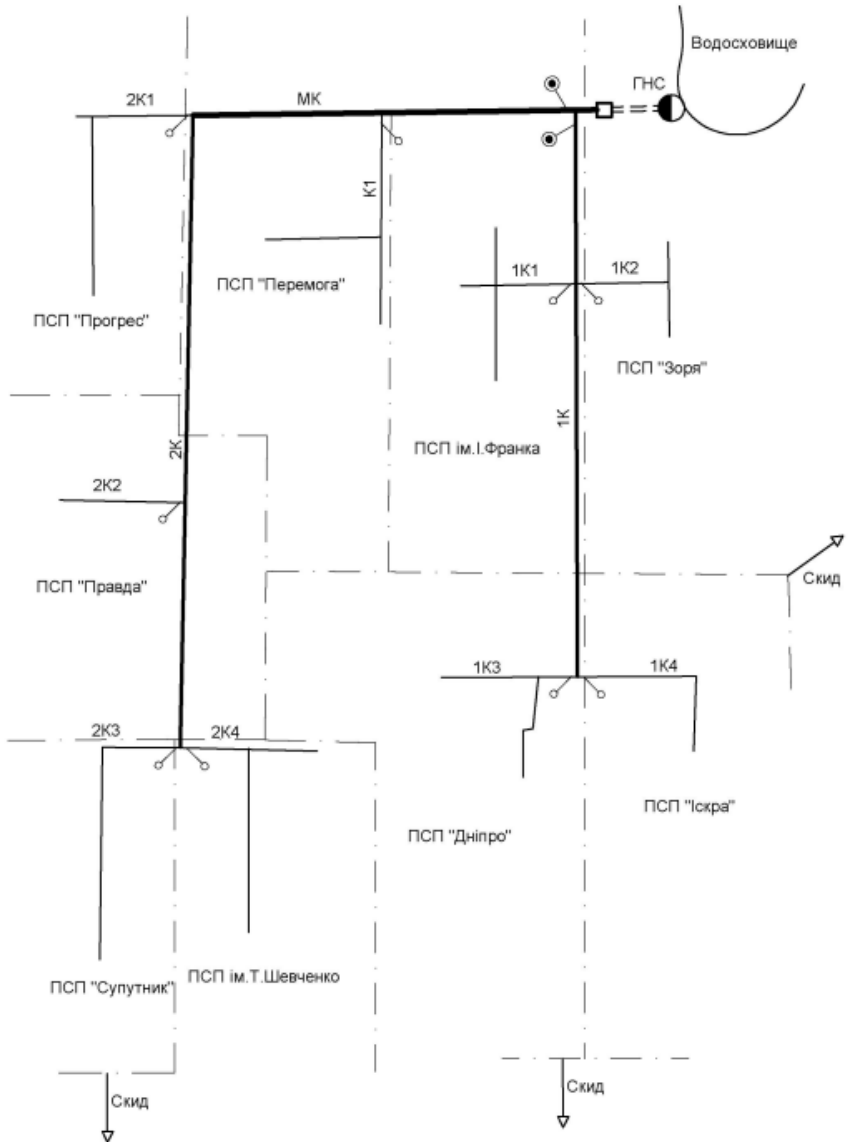 Водосховище
ГНС
2К1
МК
К1
1К1
1К2
ПСП "Перемога"
ПСП "Прогрес"
ПСП "Зоря"
1К
2К
ПСП ім.І.Франка
2К2
ПСП "Правда"
Скид
1К3
1К4
2К3
2К4
ПСП "Іскра"
ПСП "Дніпро"
ПСП ім.Т.Шевченко
ПСП "Супутник"
Скид
Скид